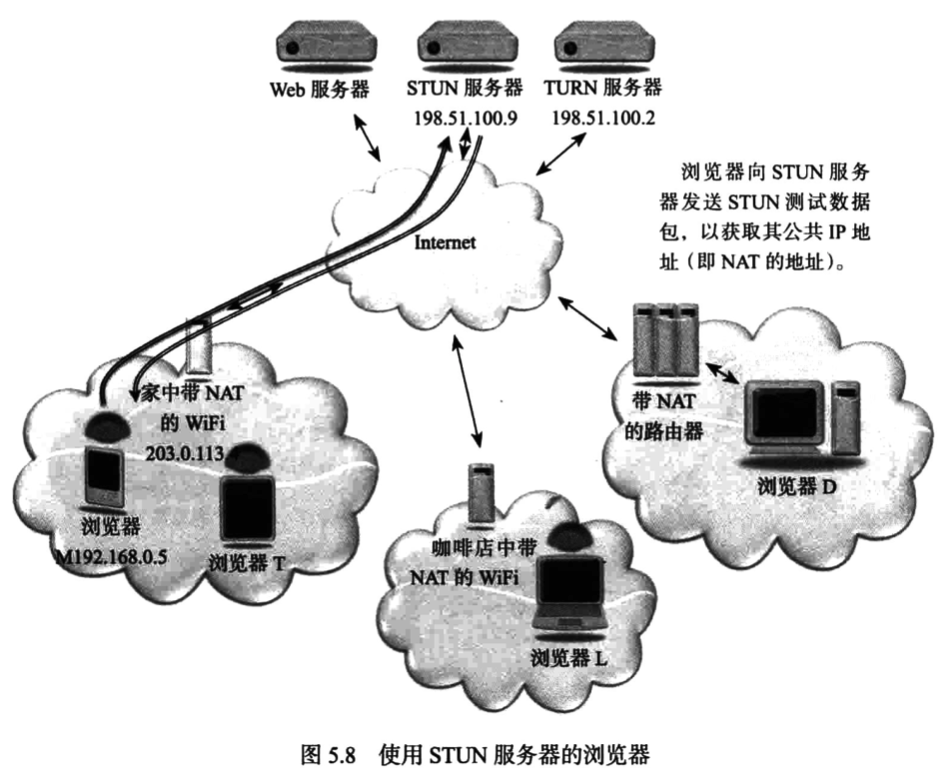 Web 服务器
STUN 服务器
198.51.100.9
TURN 服务器
198.51.100.2
浏览器向 STUN 服务
器发送 STUN 测试数据
包，以获取其公共 IP 地
址（即 NAT 的地址）。
Internet
家中带 NAT
的 WiFi
203.0.113.
浏览器
M192.168.0.5
浏览器 T
咖啡店中带
NAT 的 WiFi
浏览器 L
带 NAT
的路由器
浏览器 D
图 5.8 使用 STUN 服务器的浏览器